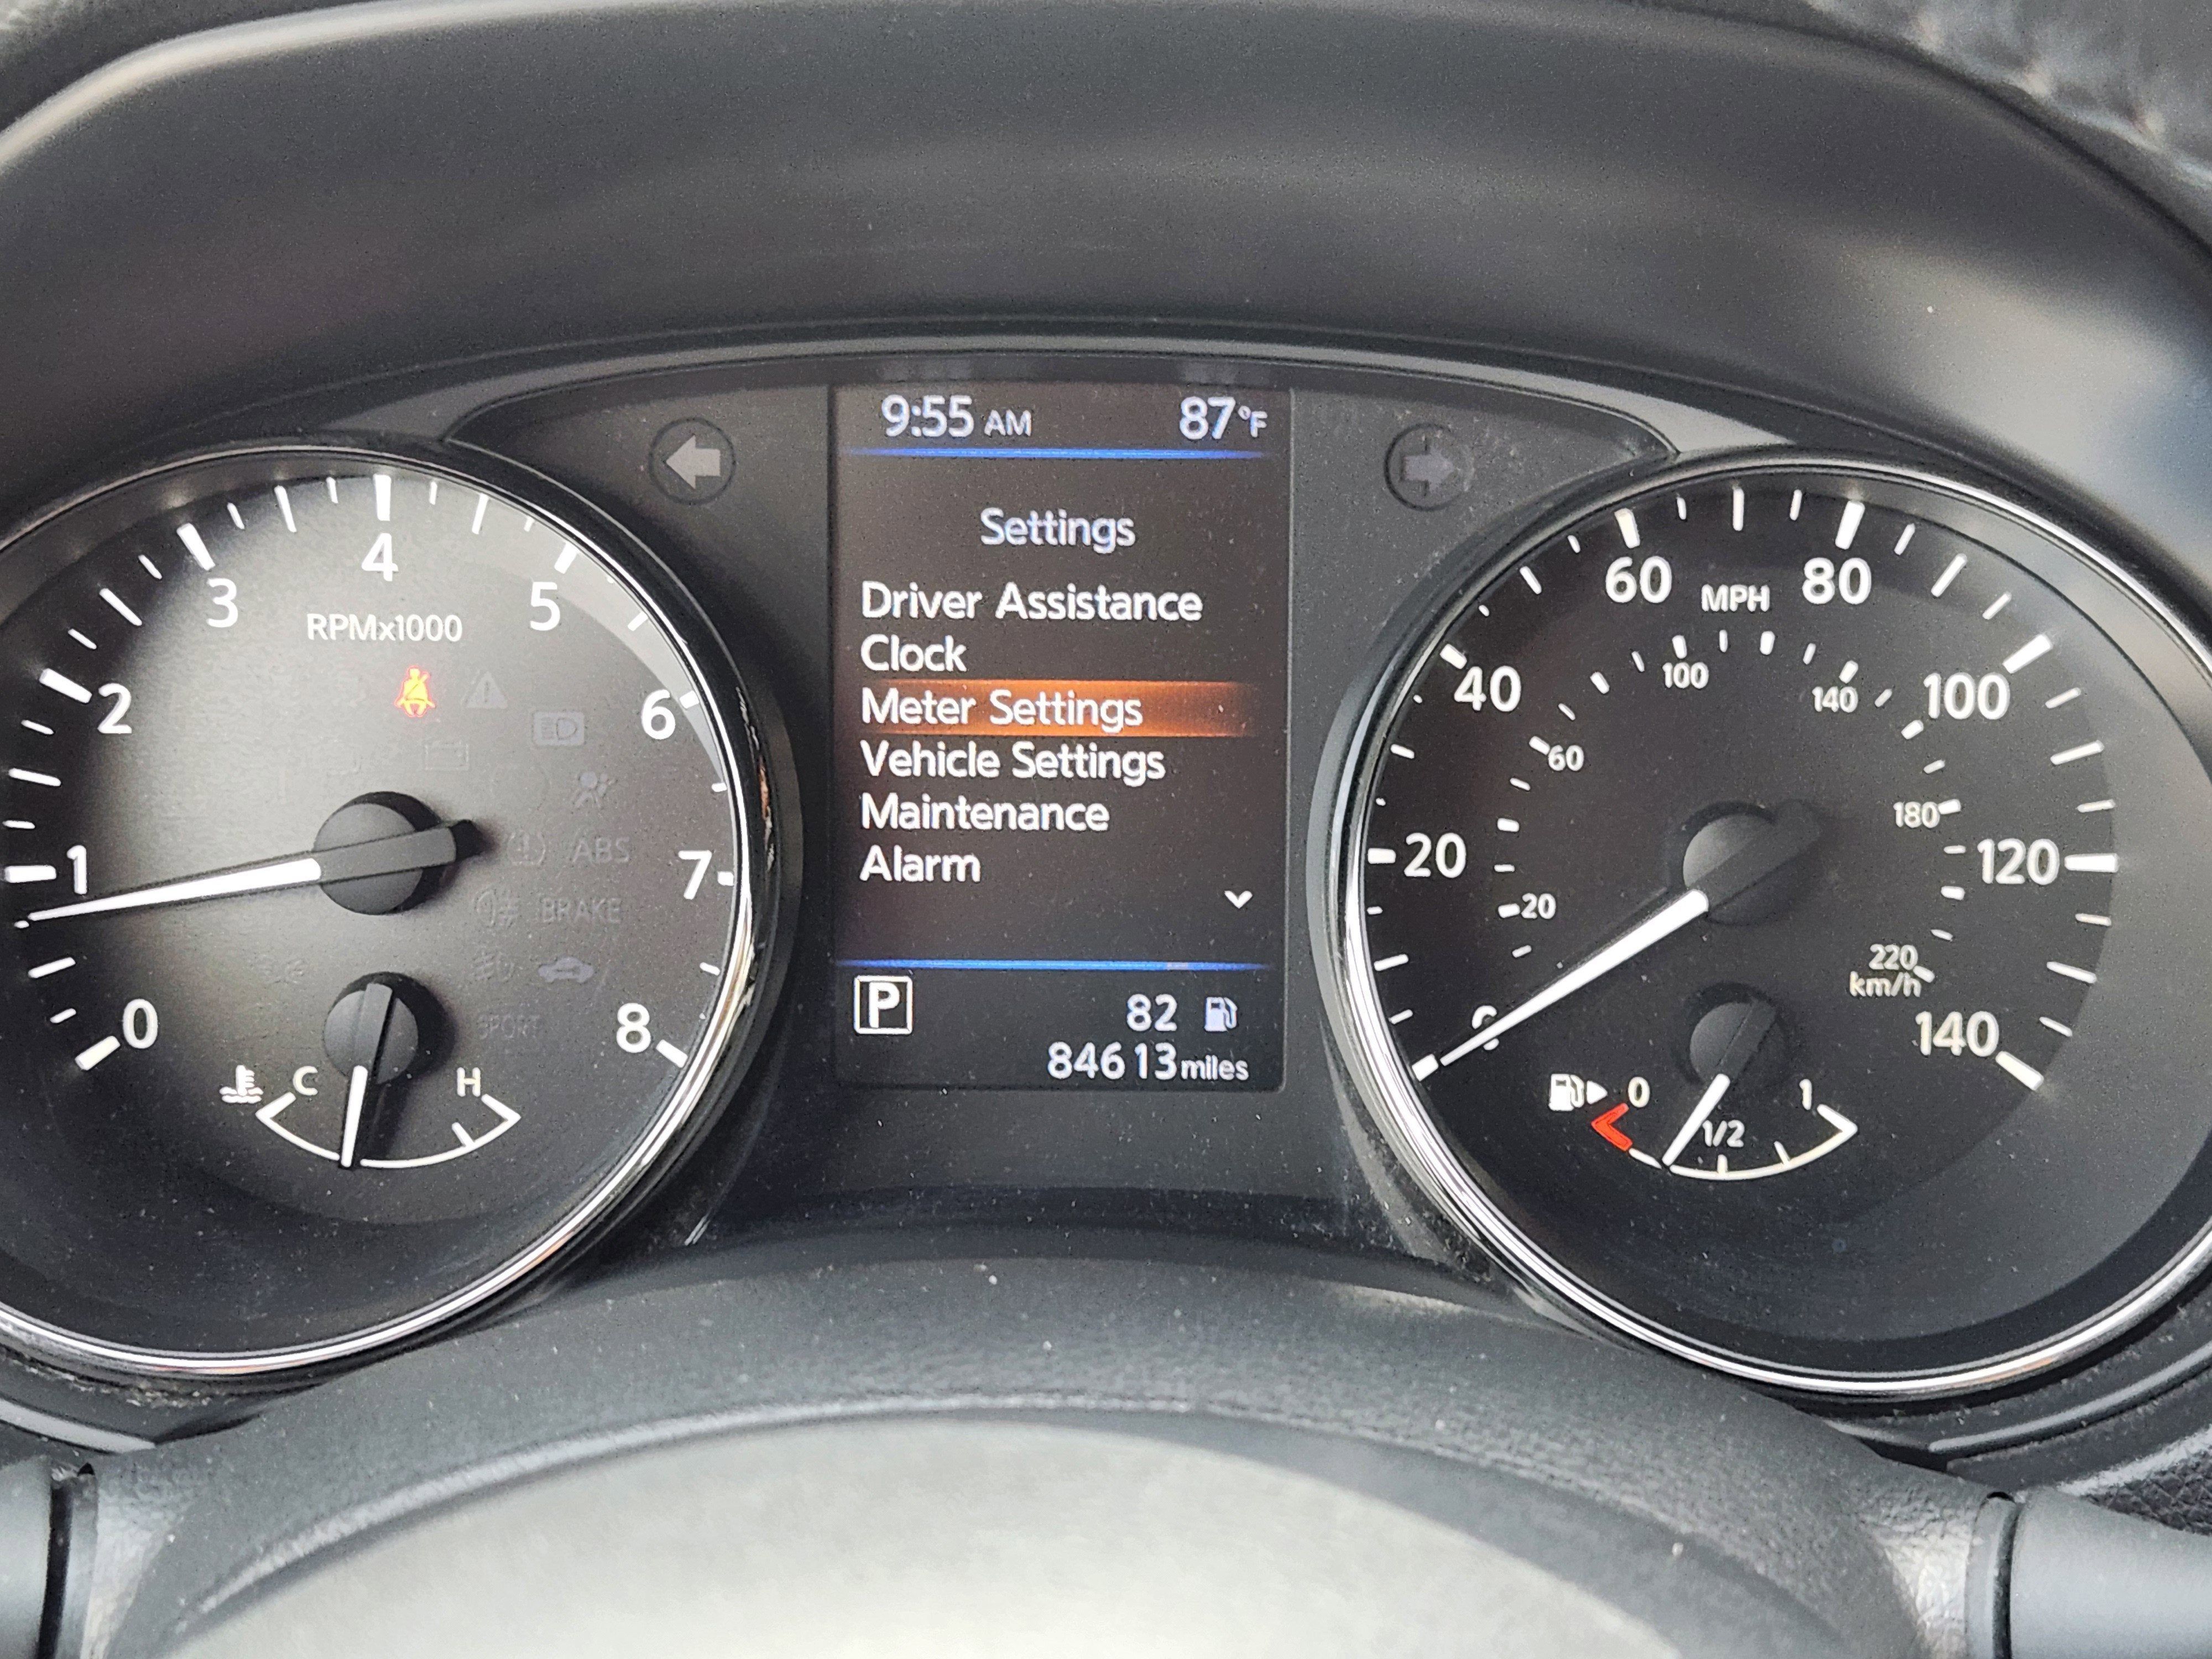 9:55 AM 87°F
Settings
Driver Assistance
Clock
Meter Settings
Vehicle Settings
Maintenance
Alarm
P
82
84613 miles
0
1
2
3
4
5
6
7
8
RPMx1000
ABS
BRAKE
SPORT
C H
0
20
40
60
80
100
120
140
MPH
20
60
100
140
180
220
km/h
0 1/2 1